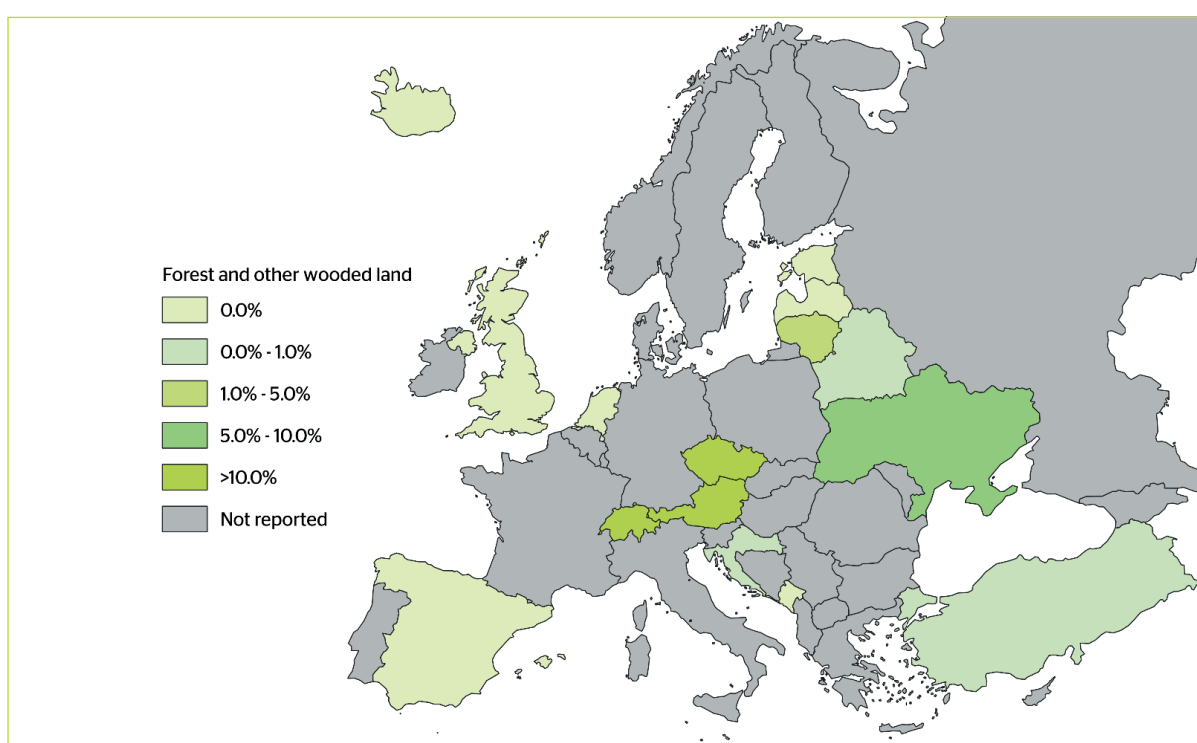 Forest and other wooded land
0.0%
0.0% - 1.0%
1.0% - 5.0%
5.0% - 10.0%
>10.0%
Not reported